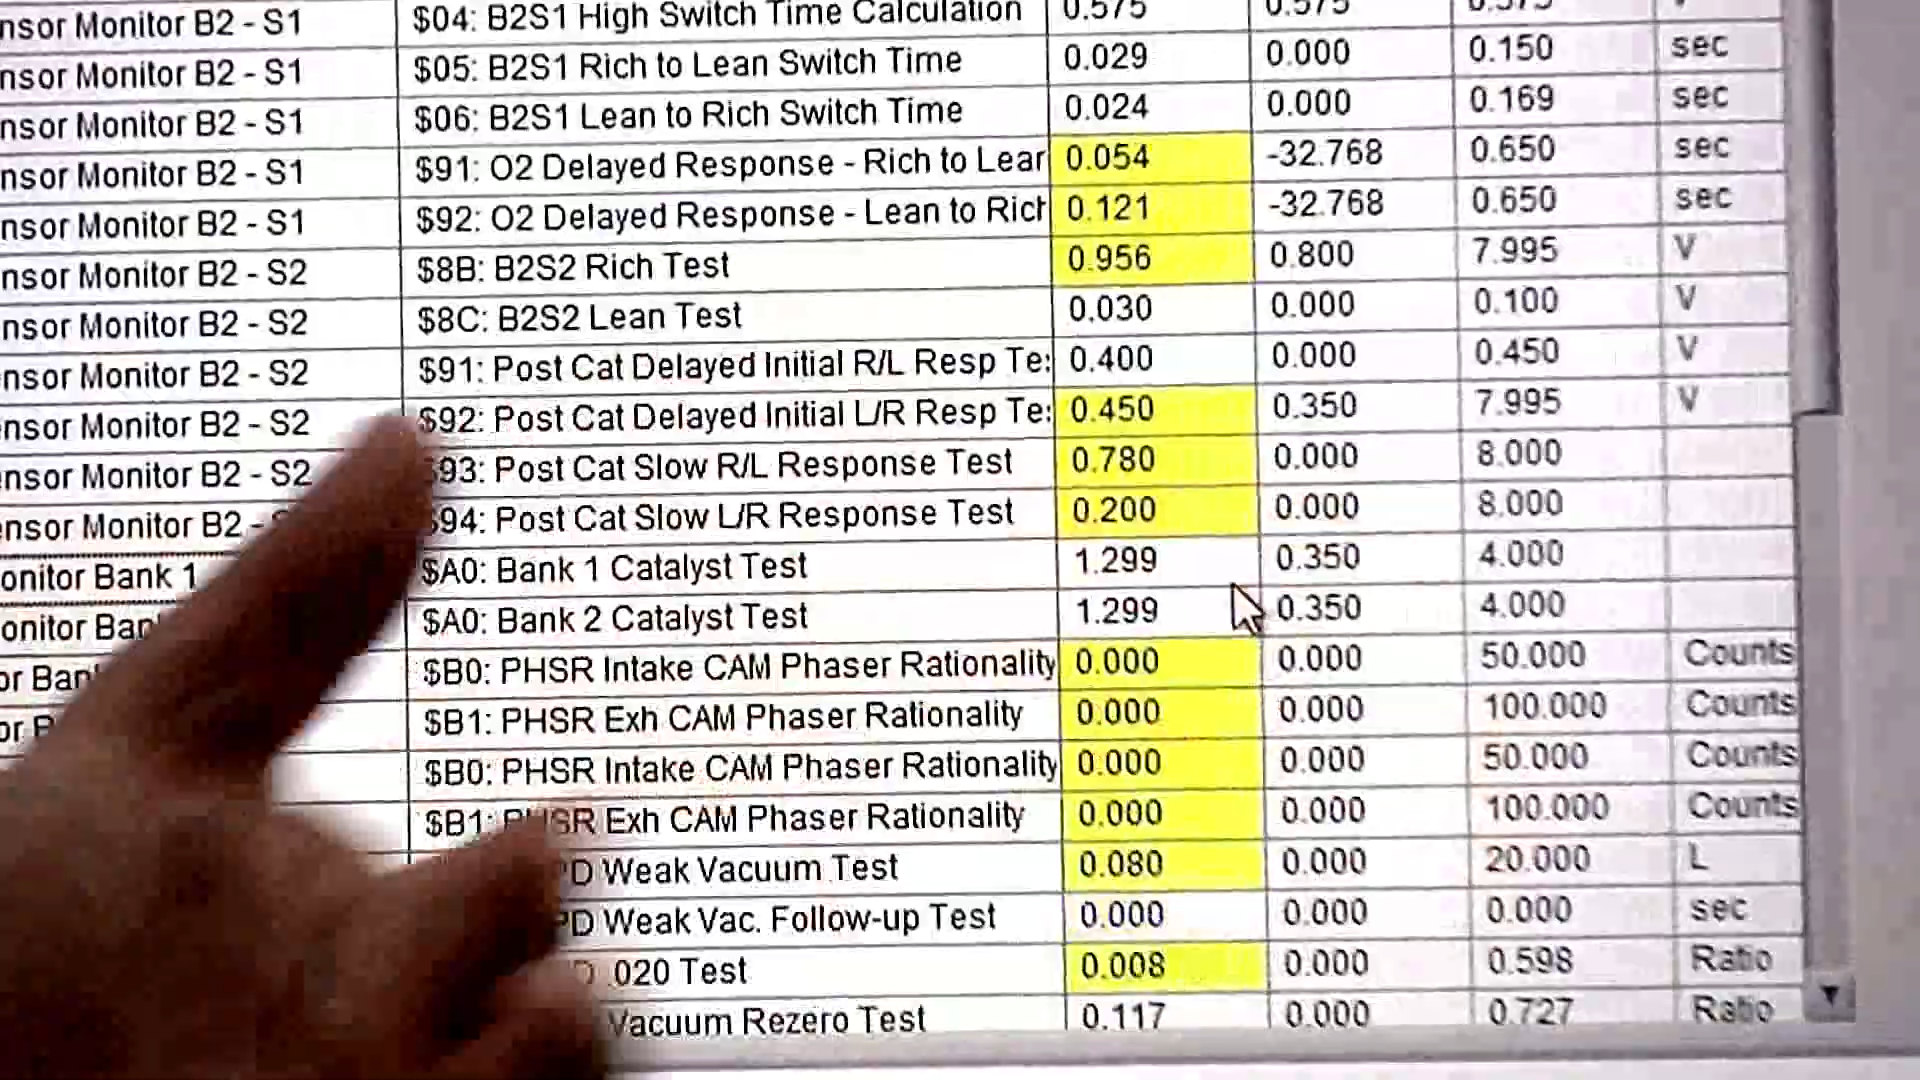 nsor Monitor B2 - S1 $04: B2S1 High Switch Time Calculation 0.575 0.575 0.575
nsor Monitor B2 - S1 $05: B2S1 Rich to Lean Switch Time 0.029 0.000 0.150 sec
nsor Monitor B2 - S1 $06: B2S1 Lean to Rich Switch Time 0.024 0.000 0.169 sec
nsor Monitor B2 - S1 $91: O2 Delayed Response - Rich to Lear 0.054 -32.768 0.650 sec
nsor Monitor B2 - S1 $92: O2 Delayed Response - Lean to Rich 0.121 -32.768 0.650 sec
nsor Monitor B2 - S2 $8B: B2S2 Rich Test 0.956 0.800 7.995 V
nsor Monitor B2 - S2 $8C: B2S2 Lean Test 0.030 0.000 0.100 V
nsor Monitor B2 - S2 $91: Post Cat Delayed Initial R/L Resp Te: 0.400 0.000 0.450 V
nsor Monitor B2 - S2 $92: Post Cat Delayed Initial L/R Resp Te: 0.450 0.350 7.995 V
nsor Monitor B2 - S2 $93: Post Cat Slow R/L Response Test 0.780 0.000 8.000
nsor Monitor B2 - $94: Post Cat Slow L/R Response Test 0.200 0.000 8.000
onitor Bank 1 $A0: Bank 1 Catalyst Test 1.299 0.350 4.000
onitor Ban $A0: Bank 2 Catalyst Test 1.299 0.350 4.000
or Ban $B0: PHSR Intake CAM Phaser Rationality 0.000 0.000 50.000 Counts
or B $B1: PHSR Exh CAM Phaser Rationality 0.000 0.000 100.000 Counts
$B0: PHSR Intake CAM Phaser Rationality 0.000 0.000 50.000 Counts
$B1: PHSR Exh CAM Phaser Rationality 0.000 0.000 100.000 Counts
D Weak Vacuum Test 0.080 0.000 20.000 L
D Weak Vac. Follow-up Test 0.000 0.000 0.000 sec
.020 Test 0.008 0.000 0.598 Ratio
Vacuum Rezero Test 0.117 0.000 0.727 Ratio